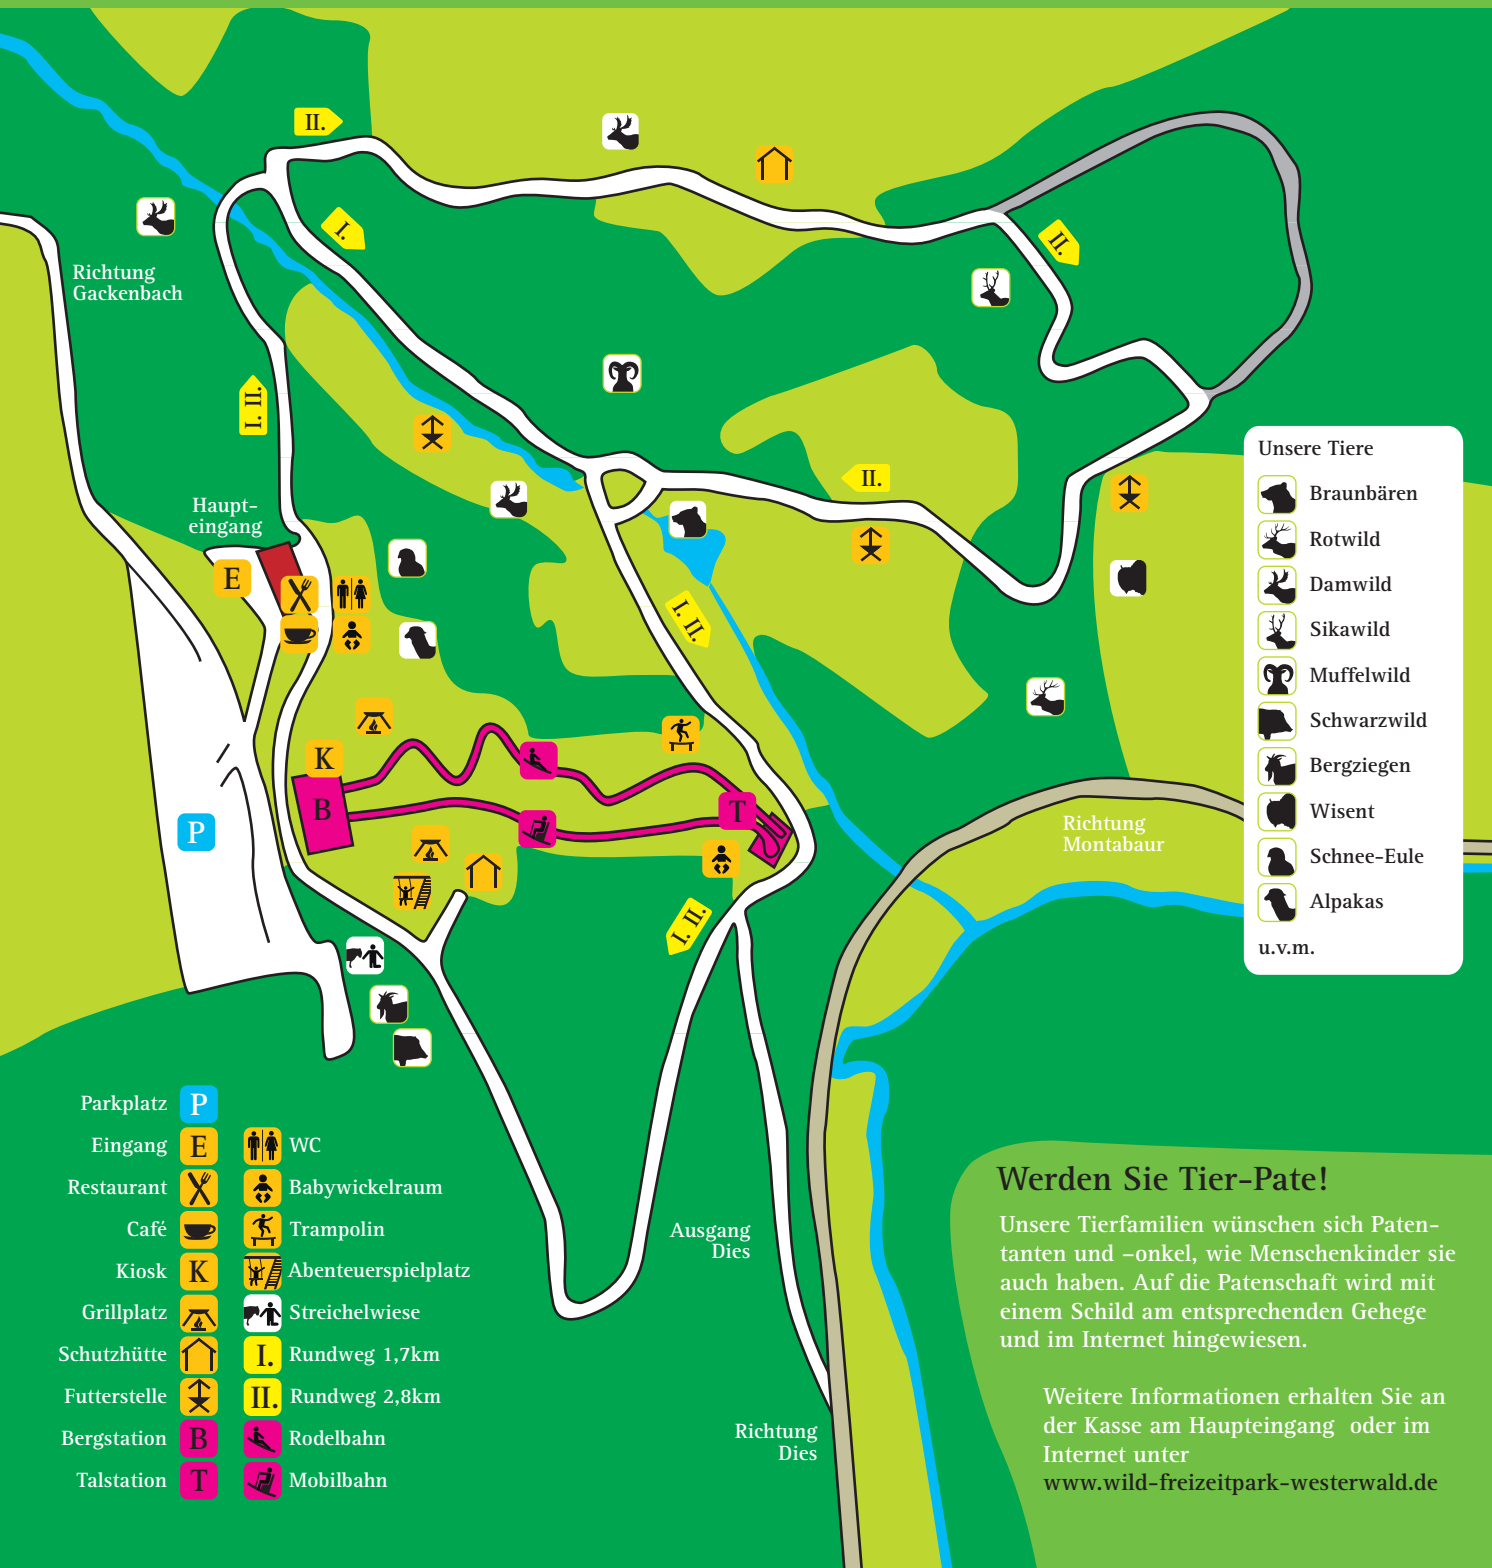 II.
I.
II.
Richtung
Gackenbach
I. II.
Haupt-
eingang
E
II.
I. II.
K
B
T
P
I. II.
Richtung
Montabaur
Unsere Tiere
Braunbären
Rotwild
Damwild
Sikawild
Muffelwild
Schwarzwild
Bergziegen
Wisent
Schnee-Eule
Alpakas
u.v.m.
Parkplatz P
Eingang E WC
Restaurant Babywickelraum
Café Trampolin
Kiosk K Abenteuerspielplatz
Grillplatz Streichelwiese
Schutzhütte I. Rundweg 1,7km
Futterstelle II. Rundweg 2,8km
Bergstation B Rodelbahn
Talstation T Mobilbahn
Ausgang
Dies
Richtung
Dies
Werden Sie Tier-Pate!
Unsere Tierfamilien wünschen sich Paten-
tanten und –onkel, wie Menschenkinder sie
auch haben. Auf die Patenschaft wird mit
einem Schild am entsprechenden Gehege
und im Internet hingewiesen.
Weitere Informationen erhalten Sie an
der Kasse am Haupteingang oder im
Internet unter
www.wild-freizeitpark-westerwald.de